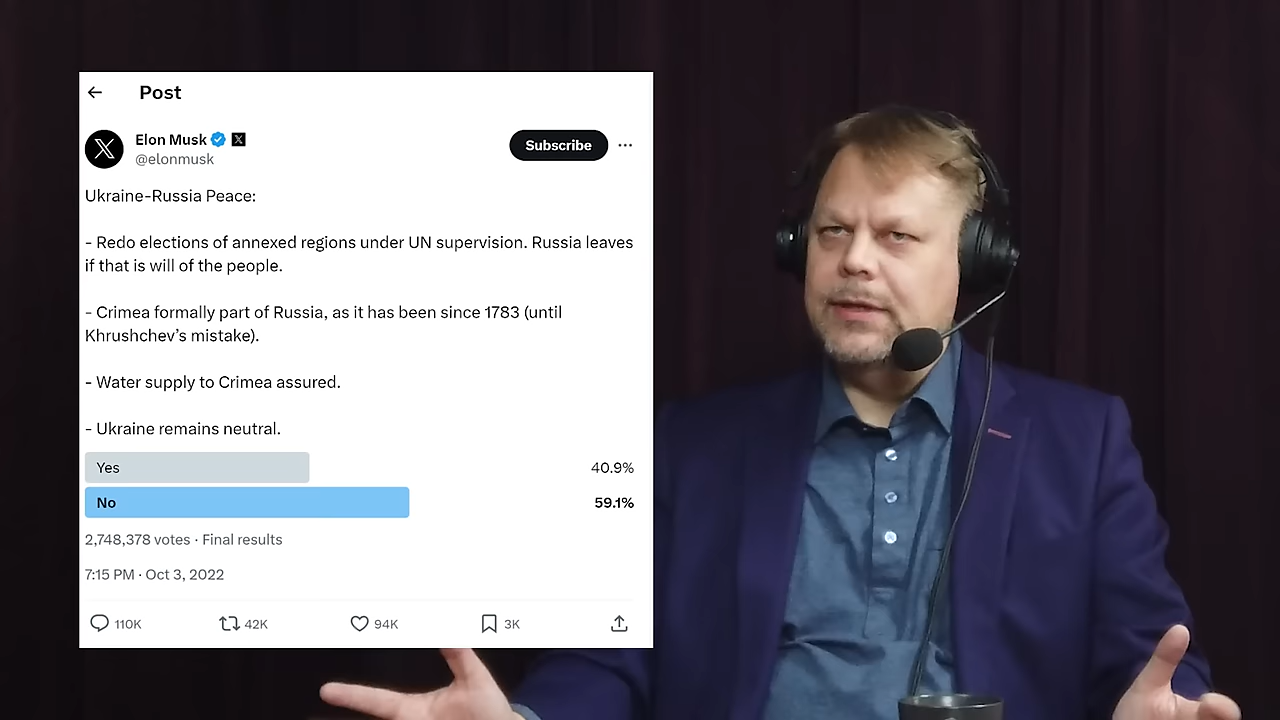 Post
Elon Musk
@elonmusk
Subscribe
Ukraine-Russia Peace:
- Redo elections of annexed regions under UN supervision. Russia leaves
if that is will of the people.
- Crimea formally part of Russia, as it has been since 1783 (until
Khrushchev’s mistake).
- Water supply to Crimea assured.
- Ukraine remains neutral.
Yes 40.9%
No 59.1%
2,748,378 votes · Final results
7:15 PM · Oct 3, 2022
110K 42K 94K 3K